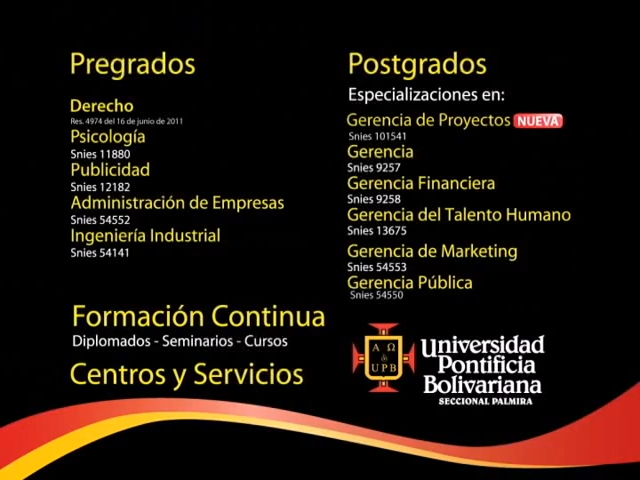 Pregrados
Derecho
Res. 4974 del 16 de junio de 2011
Psicología
Snies 11880
Publicidad
Snies 12182
Administración de Empresas
Snies 54552
Ingeniería Industrial
Snies 54141
Postgrados
Especializaciones en:
Gerencia de Proyectos NUEVA
Snies 101541
Gerencia
Snies 9257
Gerencia Financiera
Snies 9258
Gerencia del Talento Humano
Snies 13675
Gerencia de Marketing
Snies 54553
Gerencia Pública
Snies 54550
Formación Continua
Diplomados - Seminarios - Cursos
Centros y Servicios
A Ω
&
UPB
Universidad
Pontificia
Bolivariana
SECCIONAL PALMIRA